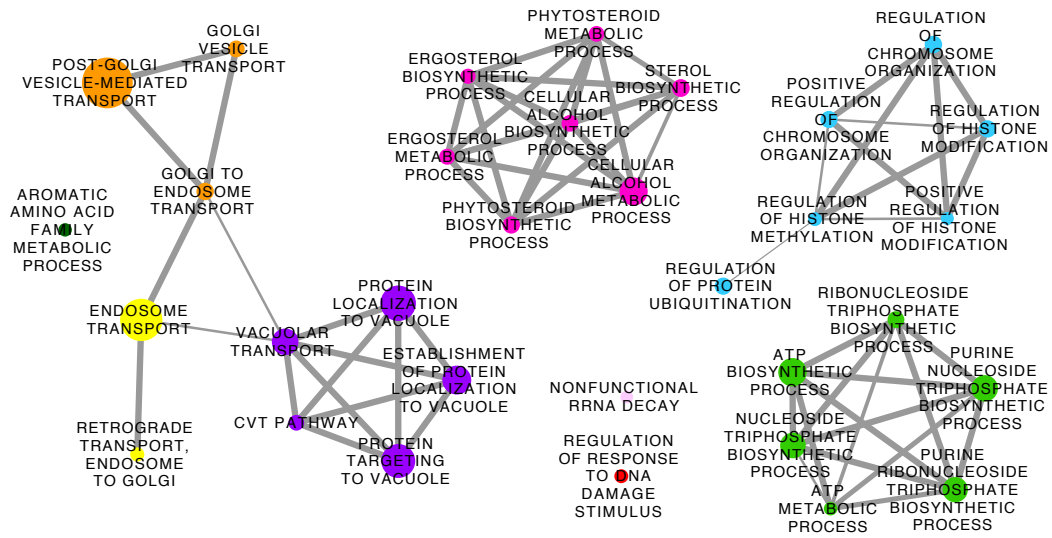 GOLGI
VESICLE
TRANSPORT
POST-GOLGI
VESICLE-MEDIATED
TRANSPORT
GOLGI TO
ENDOSOME
TRANSPORT
AROMATIC
AMINO ACID
FAMILY
METABOLIC
PROCESS
ENDOSOME
TRANSPORT
RETROGRADE
TRANSPORT,
ENDOSOME
TO GOLGI
VACUOLAR
TRANSPORT
PROTEIN
LOCALIZATION
TO VACUOLE
ESTABLISHMENT
OF PROTEIN
LOCALIZATION
TO VACUOLE
CVT PATHWAY
PROTEIN
TARGETING
TO VACUOLE
PHYTOSTEROID
METABOLIC
PROCESS
ERGOSTEROL
BIOSYNTHETIC
PROCESS
STEROL
BIOSYNTHETIC
PROCESS
CELLULAR
ALCOHOL
BIOSYNTHETIC
PROCESS
ERGOSTEROL
METABOLIC
PROCESS
CELLULAR
ALCOHOL
METABOLIC
PROCESS
PHYTOSTEROID
BIOSYNTHETIC
PROCESS
REGULATION
OF
CHROMOSOME
ORGANIZATION
POSITIVE
REGULATION
OF
CHROMOSOME
ORGANIZATION
REGULATION
OF HISTONE
MODIFICATION
REGULATION
OF HISTONE
METHYLATION
POSITIVE
REGULATION
OF HISTONE
MODIFICATION
REGULATION
OF PROTEIN
UBIQUITINATION
NONFUNCTIONAL
RRNA DECAY
REGULATION
OF RESPONSE
TO DNA
DAMAGE
STIMULUS
RIBONUCLEOSIDE
TRIPHOSPHATE
BIOSYNTHETIC
PROCESS
ATP
BIOSYNTHETIC
PROCESS
PURINE
NUCLEOSIDE
TRIPHOSPHATE
BIOSYNTHETIC
PROCESS
NUCLEOSIDE
TRIPHOSPHATE
BIOSYNTHETIC
PROCESS
PURINE
RIBONUCLEOSIDE
TRIPHOSPHATE
BIOSYNTHETIC
PROCESS
ATP
METABOLIC
PROCESS